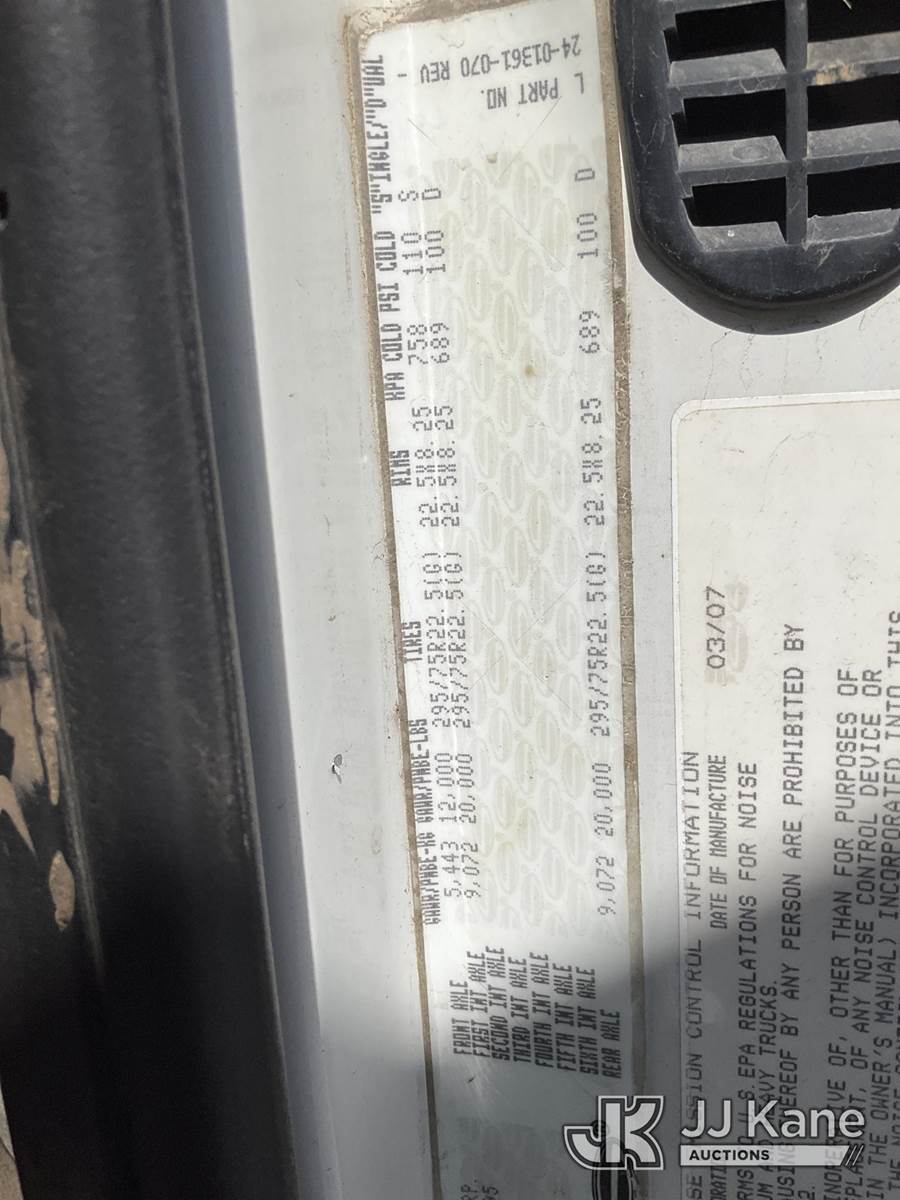 GAWR/PNBE-KG GAWR/PNBE-LBS TIRES RIMS KPA COLD PSI COLD "S"INGLE/"D"UAL
FRONT AXLE 5,443 12,000 295/75R22.5(G) 22.5X8.25 758 110 S
FIRST INT AXLE 9,072 20,000 295/75R22.5(G) 22.5X8.25 689 100 D
SECOND INT AXLE
THIRD INT AXLE
FOURTH INT AXLE
FIFTH INT AXLE
SIXTH INT AXLE
REAR AXLE 9,072 20,000 295/75R22.5(G) 22.5X8.25 689 100 D
L PART NO.
24-01361-070 REV -
SSION CONTROL INFORMATION
DATE OF MANUFACTURE 03/07
.S. EPA REGULATIONS FOR NOISE
AVY TRUCKS.
EREOF BY ANY PERSON ARE PROHIBITED BY
VE OF, OTHER THAN FOR PURPOSES OF
T, OF ANY NOISE CONTROL DEVICE OR
N THE OWNER'S MANUAL) INCORPORATED INTO THIS
JK JJ Kane
AUCTIONS